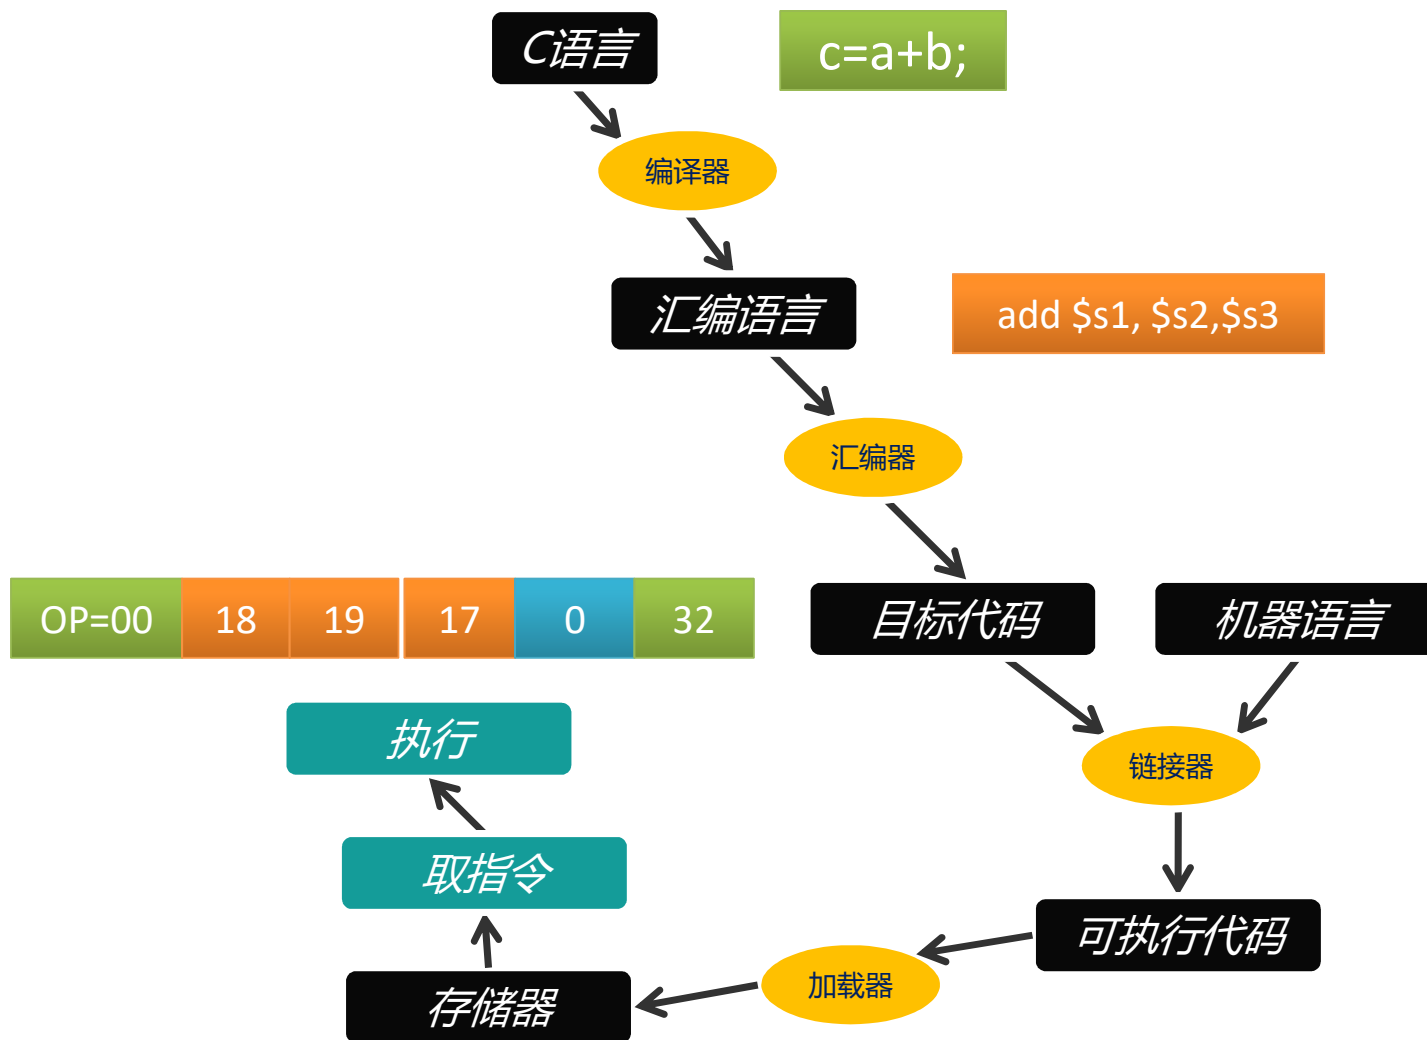 C语言
c=a+b;
编译器
汇编语言
add $s1, $s2,$s3
汇编器
OP=00 18 19 17 0 32
目标代码
机器语言
执行
链接器
取指令
可执行代码
加载器
存储器